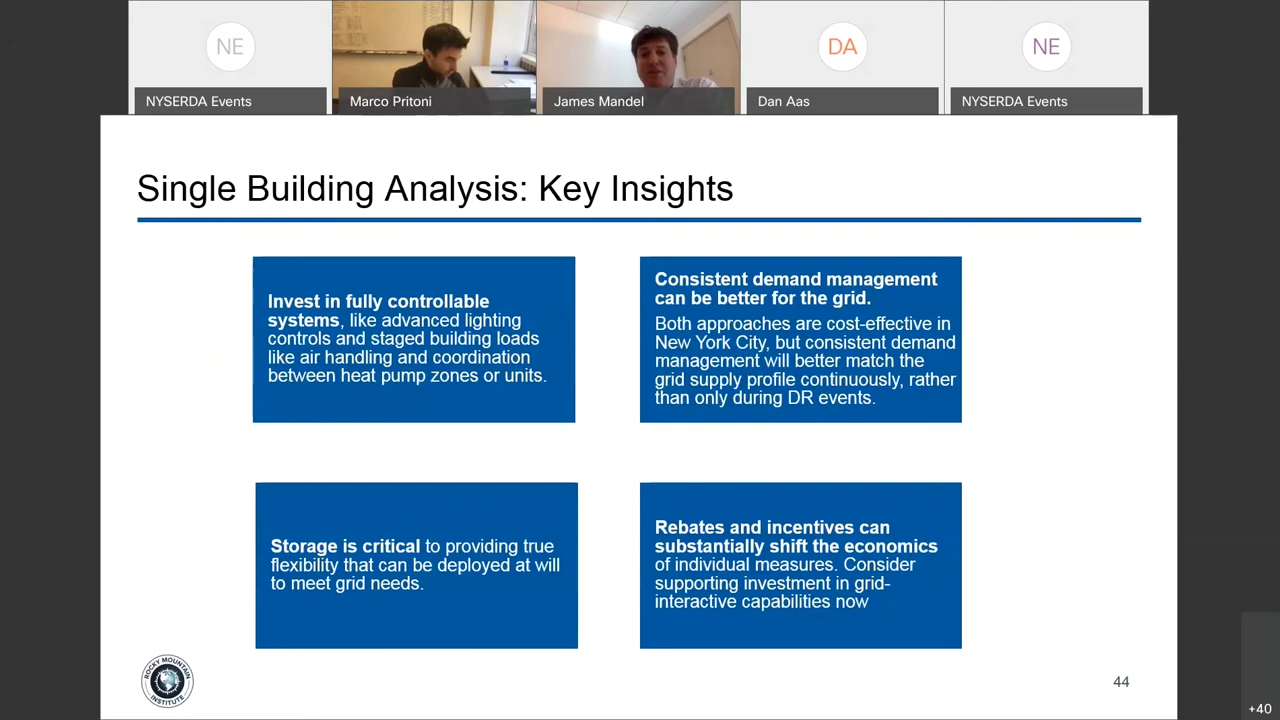 NE
NYSERDA Events
Marco Pritoni
James Mandel
DA
Dan Aas
NE
NYSERDA Events
Single Building Analysis: Key Insights
Invest in fully controllable
systems, like advanced lighting
controls and staged building loads
like air handling and coordination
between heat pump zones or units.
Consistent demand management
can be better for the grid.
Both approaches are cost-effective in
New York City, but consistent demand
management will better match the
grid supply profile continuously, rather
than only during DR events.
Storage is critical to providing true
flexibility that can be deployed at will
to meet grid needs.
Rebates and incentives can
substantially shift the economics
of individual measures. Consider
supporting investment in grid-
interactive capabilities now
ROCKY MOUNTAIN
INSTITUTE
44
+40